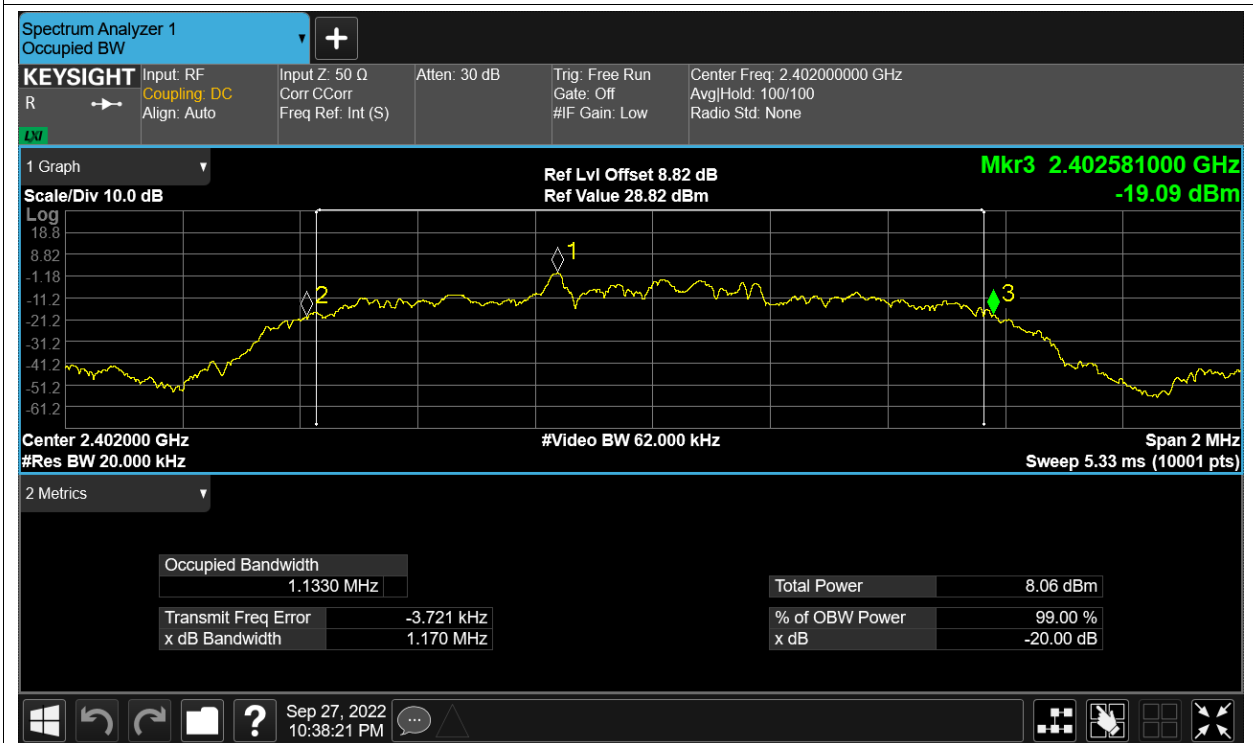 Spectrum Analyzer 1
Occupied BW
+
KEYSIGHT
R
LXI
Input: RF
Coupling: DC
Align: Auto
Input Z: 50 Ω
Corr CCorr
Freq Ref: Int (S)
Atten: 30 dB
Trig: Free Run
Gate: Off
#IF Gain: Low
Center Freq: 2.402000000 GHz
Avg|Hold: 100/100
Radio Std: None
1 Graph
Scale/Div 10.0 dB
Ref Lvl Offset 8.82 dB
Ref Value 28.82 dBm
Mkr3 2.402581000 GHz
-19.09 dBm
Log
18.8
8.82
-1.18
-11.2
-21.2
-31.2
-41.2
-51.2
-61.2
1
2
3
Center 2.402000 GHz
#Video BW 62.000 kHz
Span 2 MHz
#Res BW 20.000 kHz
Sweep 5.33 ms (10001 pts)
2 Metrics
Occupied Bandwidth
1.1330 MHz
Total Power 8.06 dBm
Transmit Freq Error -3.721 kHz
% of OBW Power 99.00 %
x dB Bandwidth 1.170 MHz
x dB -20.00 dB
?
Sep 27, 2022
10:38:21 PM